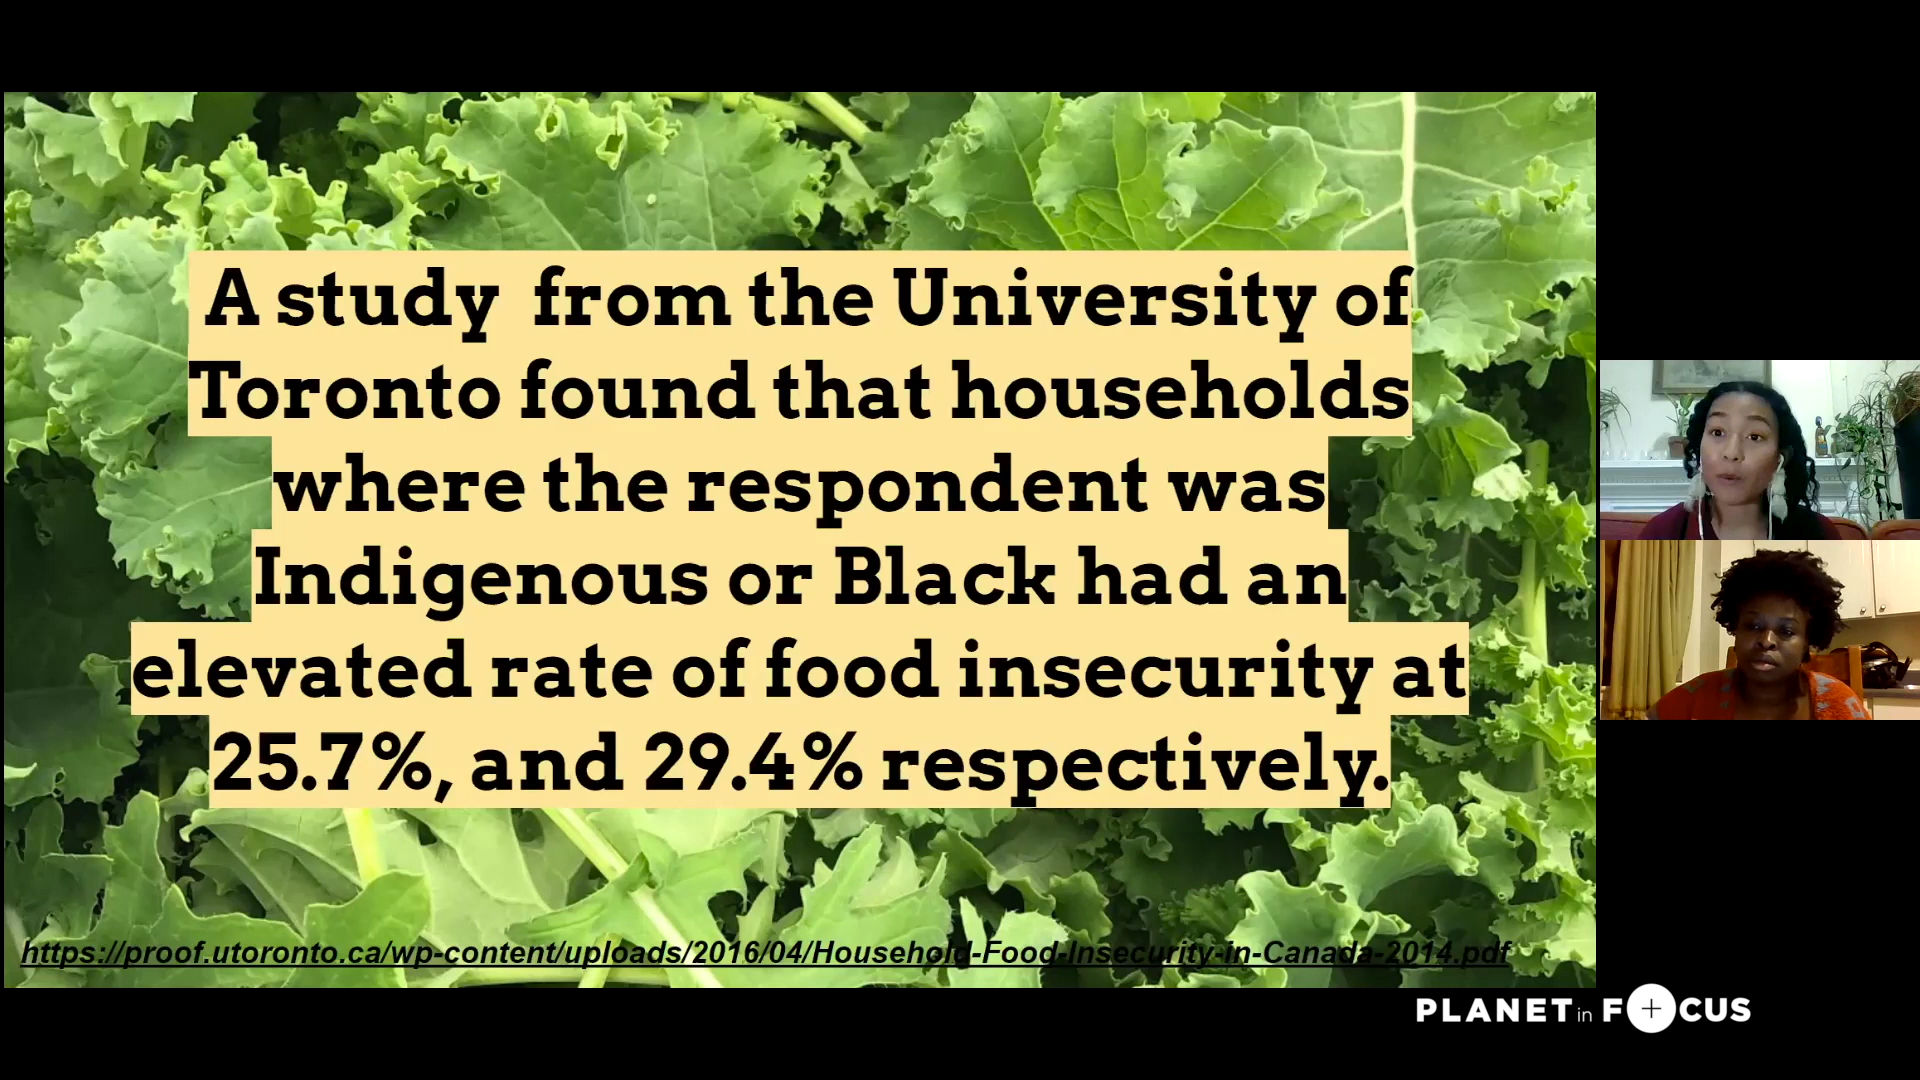 A study  from the University of
Toronto found that households
where the respondent was
Indigenous or Black had an
elevated rate of food insecurity at
25.7%, and 29.4% respectively.
https://proof.utoronto.ca/wp-content/uploads/2016/04/Household-Food-Insecurity-in-Canada-2014.pdf
PLANET in FOCUS